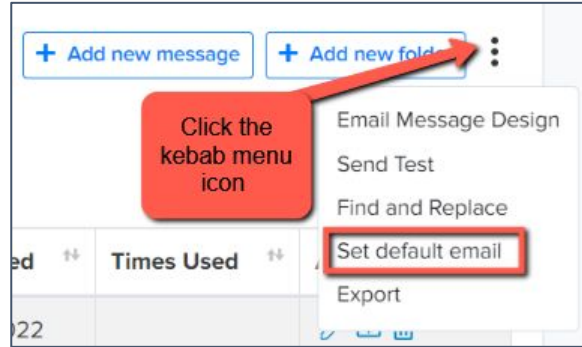 + Add new message + Add new folde
Click the
kebab menu
icon
Email Message Design
Send Test
Find and Replace
Set default email
Export
ed Times Used
022